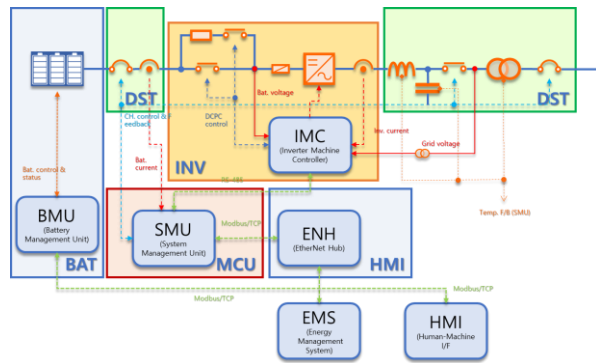 DST
DST
Bat. voltage
CH. control & F
eedback
DCPC
control
IMC
(Inverter Machine
Controller)
Inv. current
Grid voltage
INV
Bat.
current
Bat. control &
status
RS-485
Temp. F/B (SMU)
BMU
(Battery
Management Unit)
BAT
SMU
(System
Management Unit)
MCU
Modbus/TCP
Modbus/TCP
ENH
(EtherNet Hub)
HMI
Modbus/TCP
Modbus/TCP
EMS
(Energy
Management
System)
HMI
(Human-Machine
I/F)